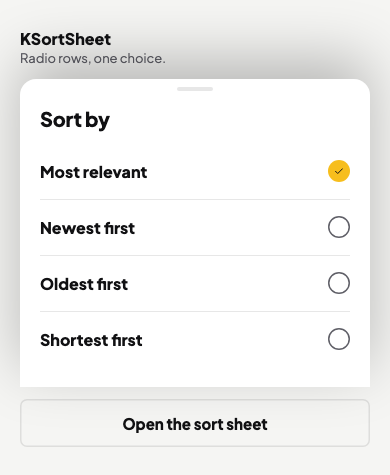 KSortSheet
Radio rows, one choice.
Sort by
Most relevant
Newest first
Oldest first
Shortest first
Open the sort sheet